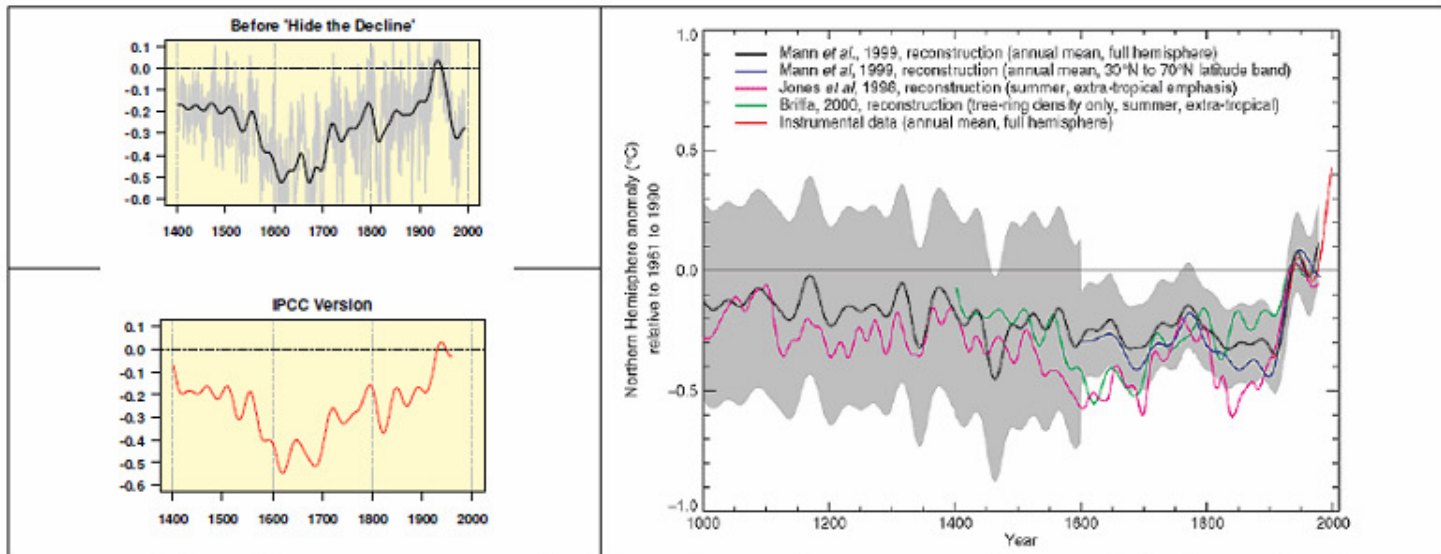 Before 'Hide the Decline'
0.1
0.0
-0.1
-0.2
-0.3
-0.4
-0.5
-0.6
1400 1500 1600 1700 1800 1900 2000
IPCC Version
0.1
0.0
-0.1
-0.2
-0.3
-0.4
-0.5
-0.6
1400 1500 1600 1700 1800 1900 2000
1.0
0.5
0.0
-0.5
-1.0
Northern Hemisphere anomaly (°C)
relative to 1961 to 1990
Mann et al., 1999, reconstruction (annual mean, full hemisphere)
Mann et al, 1999, reconstruction (annual mean, 30°N to 70°N latitude band)
Jones et al, 1998, reconstruction (summer, extra-tropical emphasis)
Briffa, 2000, reconstruction (tree-ring density only, summer, extra-tropical)
Instrumental data (annual mean, full hemisphere)
1000 1200 1400 1600 1800 2000
Year